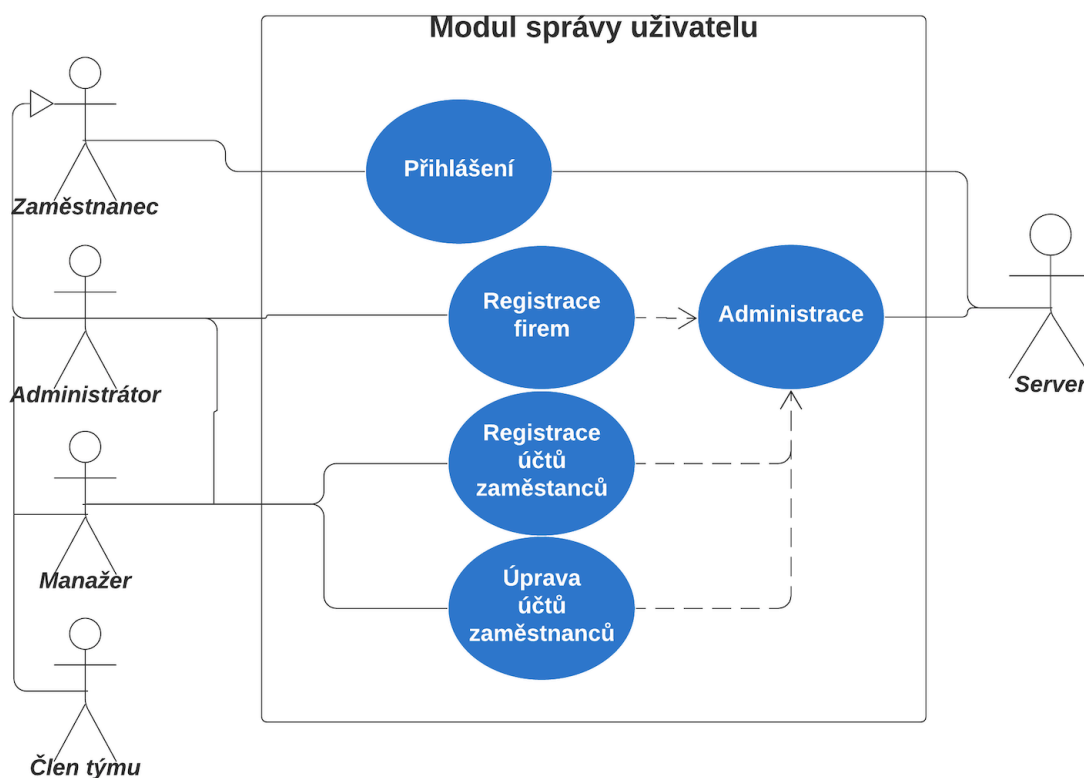 Modul správy uživatelu
Zaměstnanec
Přihlášení
Administrátor
Registrace
firem
Administrace
Server
Manažer
Registrace
účtů
zaměstanců
Člen týmu
Úprava
účtů
zaměstnanců